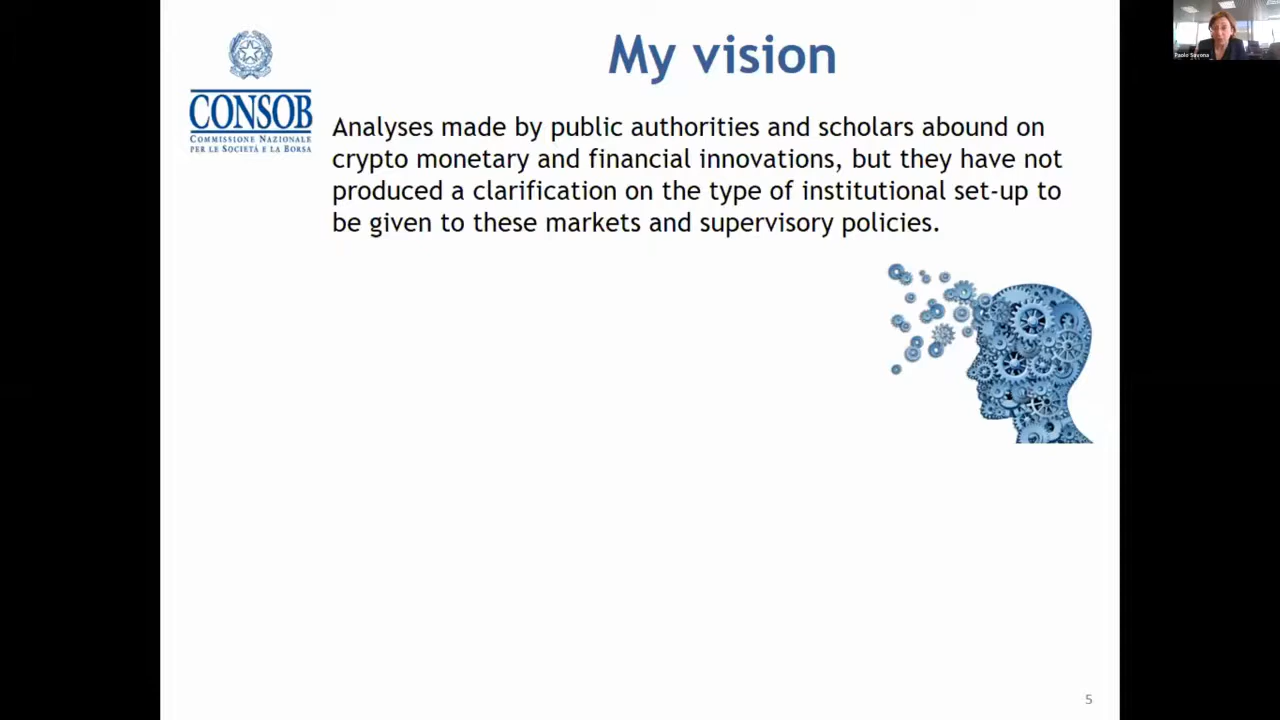 My vision
CONSOB
COMMISSIONE NAZIONALE
PER LE SOCIETÀ E LA BORSA
Analyses made by public authorities and scholars abound on
crypto monetary and financial innovations, but they have not
produced a clarification on the type of institutional set-up to
be given to these markets and supervisory policies.
Paolo Savona
5